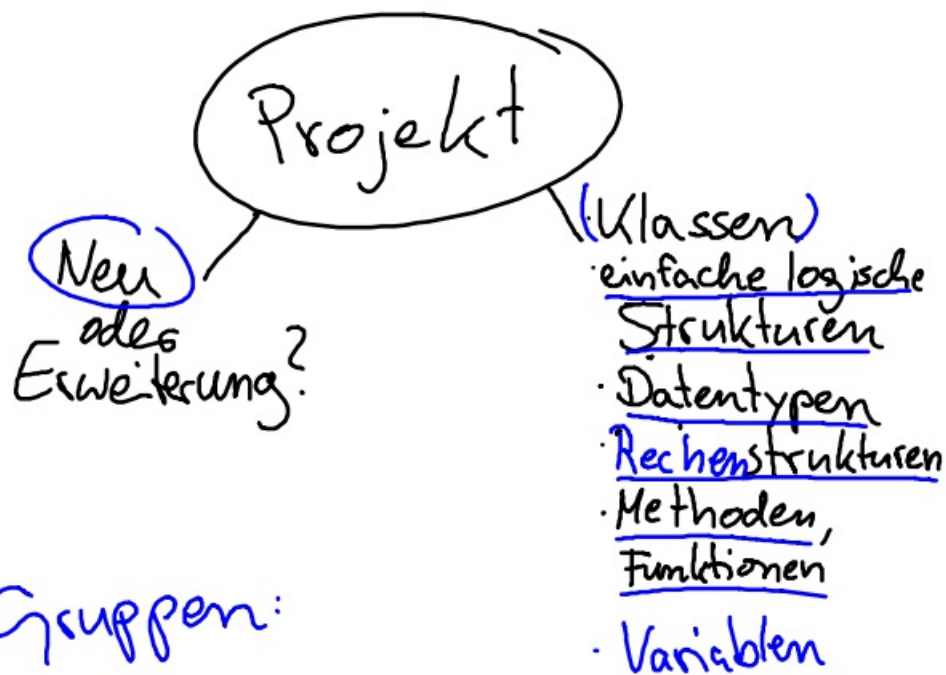 Projekt
Neu
oder
Erweiterung?
(·Klassen)
·einfache logische
Strukturen
·Datentypen
·Rechenstrukturen
·Methoden,
Funktionen
·Variablen
Gruppen: